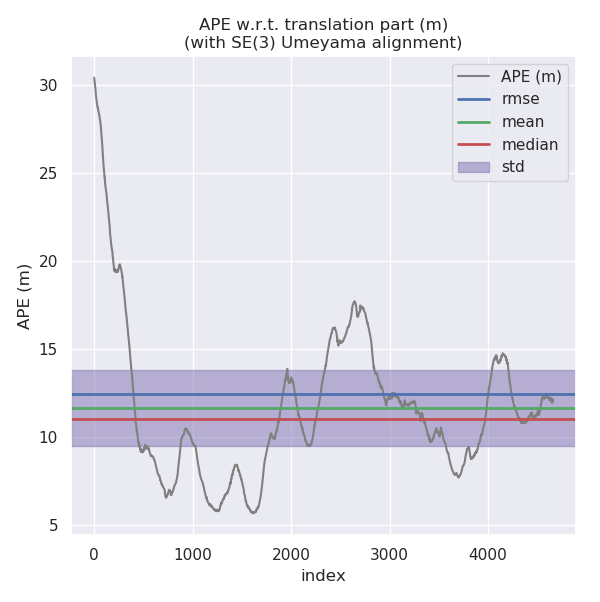 APE w.r.t. translation part (m)
(with SE(3) Umeyama alignment)
APE (m)
rmse
mean
median
std
30
25
20
15
10
5
APE (m)
0 1000 2000 3000 4000
index